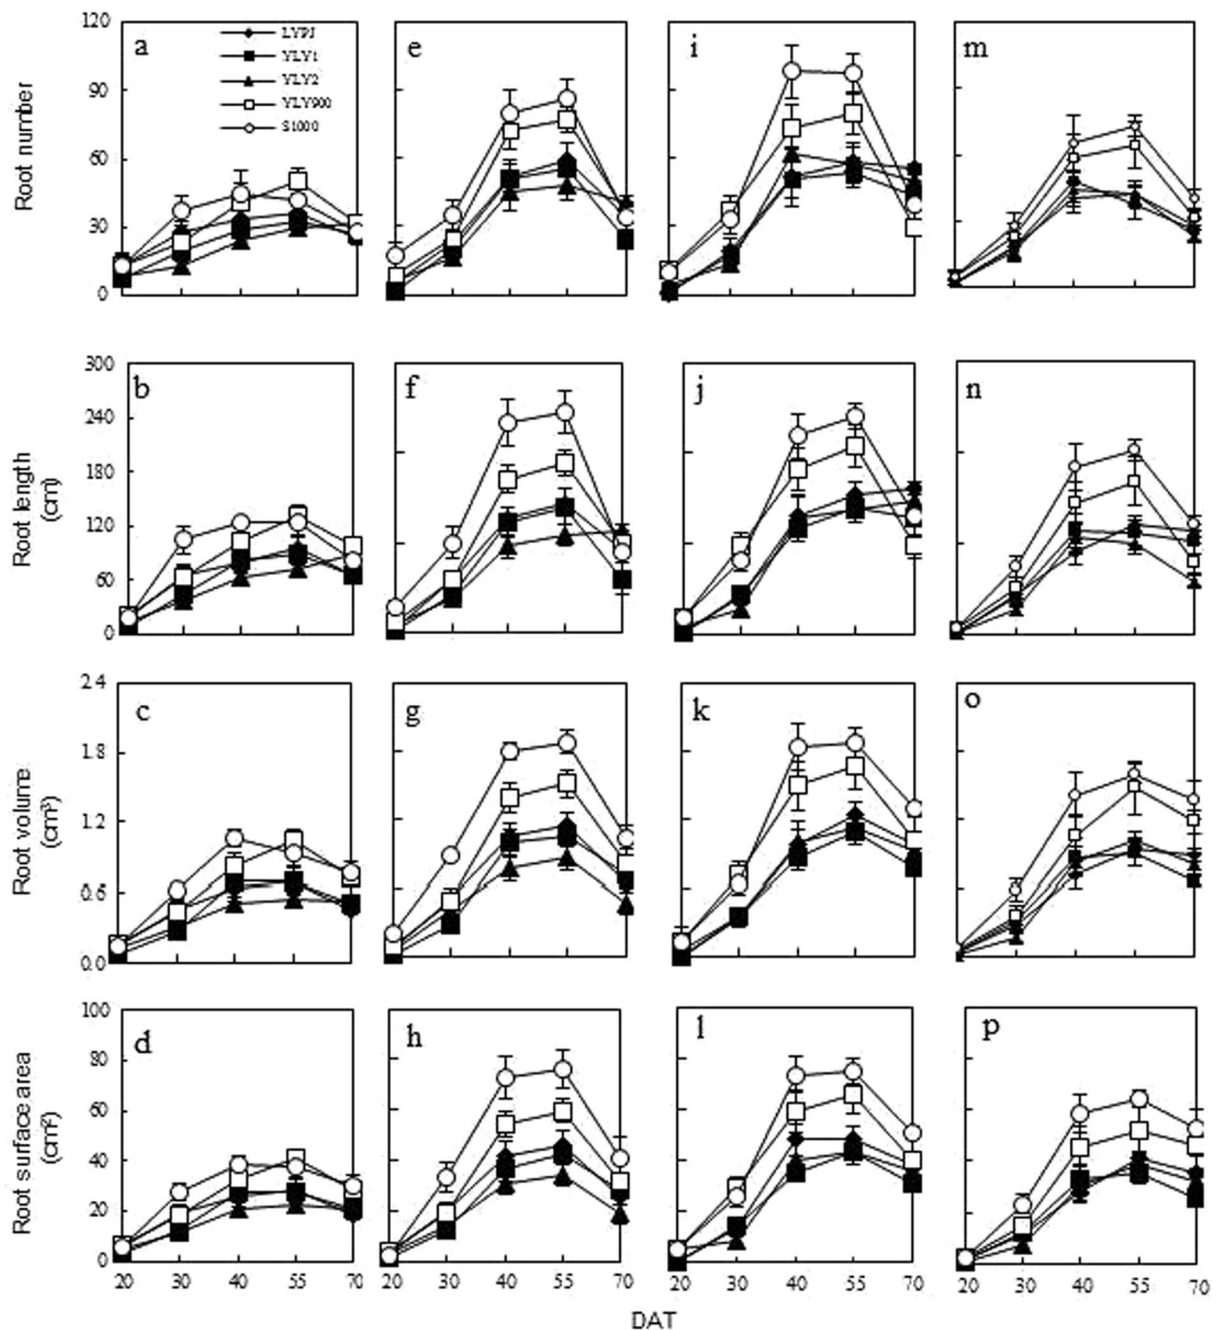 120
90
60
30
0
Root number
a
LYPJ
YLY1
YLY2
YLY900
S1000
e
i
m
300
240
180
120
60
0
Root length
(cm)
b
f
j
n
2.4
1.8
1.2
0.6
0.0
Root volume
(cm³)
c
g
k
o
100
80
60
40
20
0
Root surface area
(cm²)
d
h
l
p
20 30 40 55 70
20 30 40 55 70
20 30 40 55 70
20 30 40 55 70
DAT